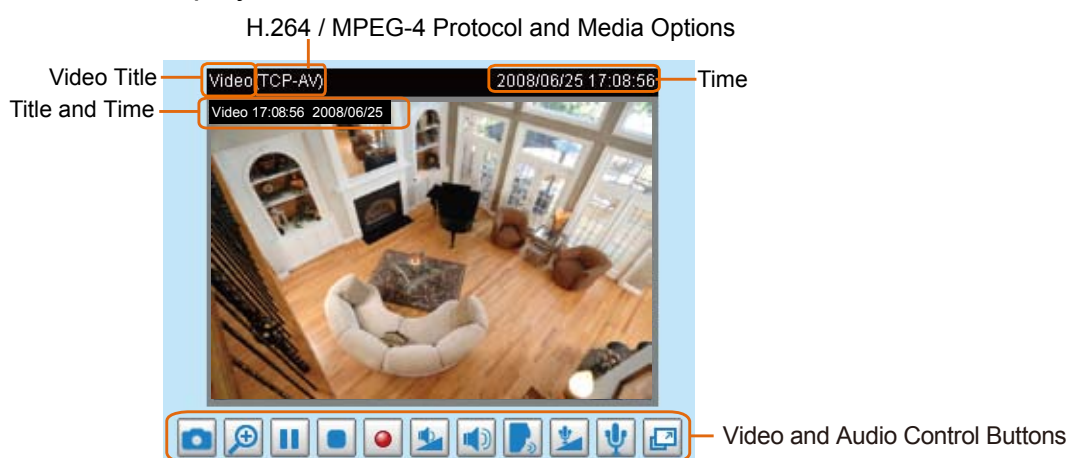 H.264 / MPEG-4 Protocol and Media Options
Video Title
Video (TCP-AV)
2008/06/25 17:08:56
Time
Title and Time
Video 17:08:56 2008/06/25
Video and Audio Control Buttons